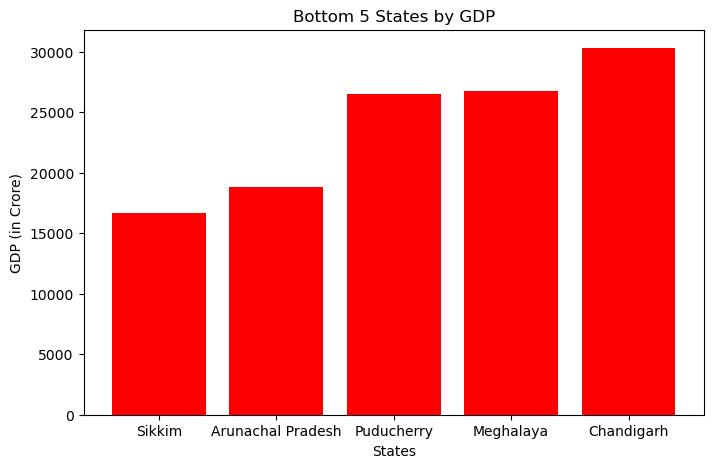 Bottom 5 States by GDP
GDP (in Crore)
30000
25000
20000
15000
10000
5000
0
Sikkim Arunachal Pradesh Puducherry Meghalaya Chandigarh
States